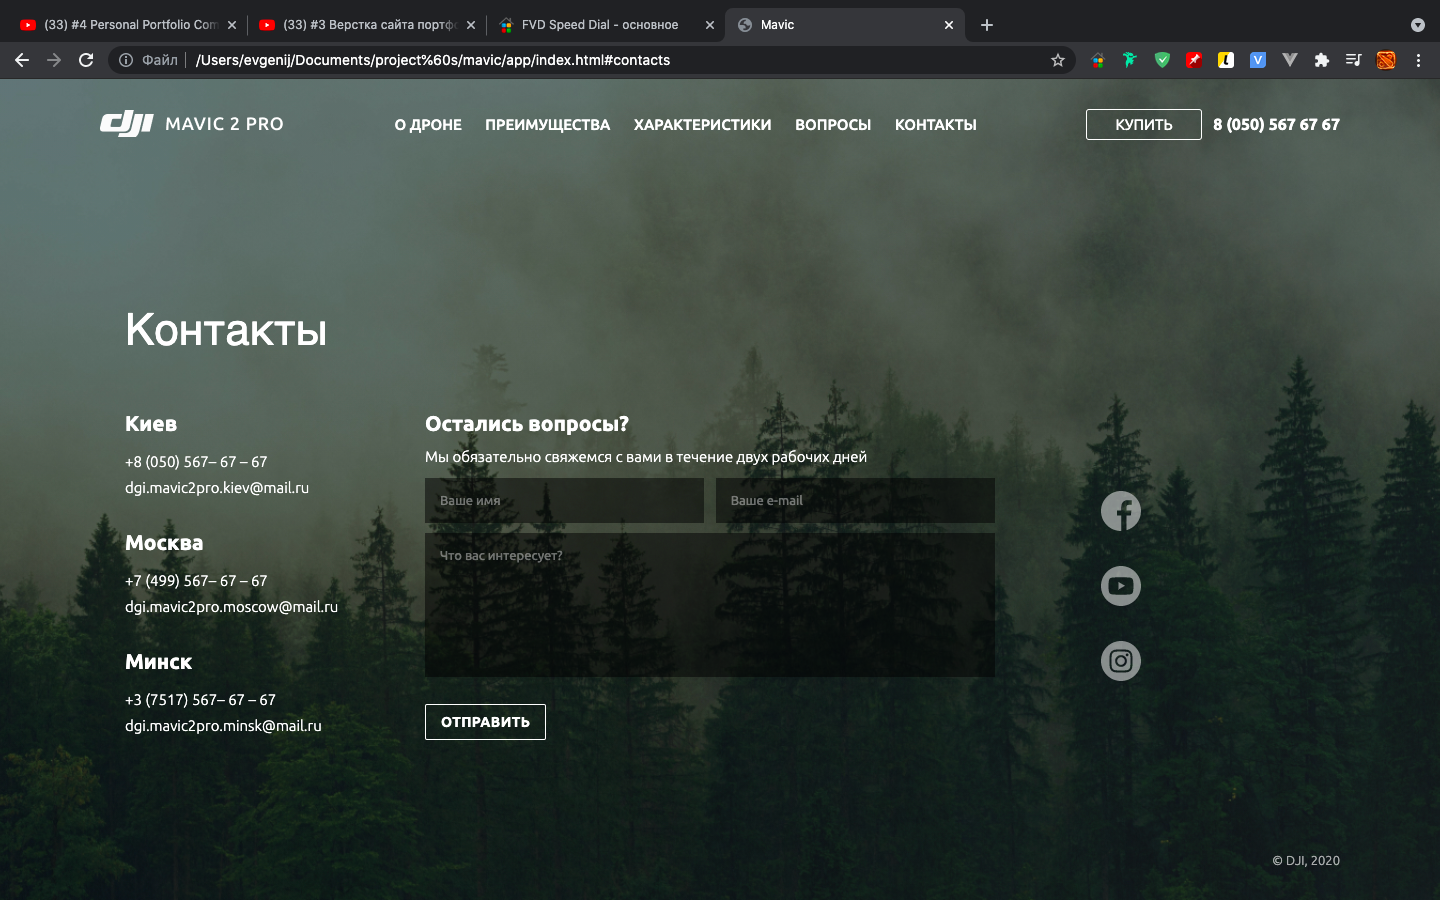 (33) #4 Personal Portfolio Com
(33) #3 Верстка сайта портфо
FVD Speed Dial - основное
Mavic
Файл
/Users/evgenij/Documents/project%60s/mavic/app/index.html#contacts
dji MAVIC 2 PRO
О ДРОНЕ
ПРЕИМУЩЕСТВА
ХАРАКТЕРИСТИКИ
ВОПРОСЫ
КОНТАКТЫ
КУПИТЬ
8 (050) 567 67 67
Контакты
Киев
+8 (050) 567– 67 – 67
dgi.mavic2pro.kiev@mail.ru
Москва
+7 (499) 567– 67 – 67
dgi.mavic2pro.moscow@mail.ru
Минск
+3 (7517) 567– 67 – 67
dgi.mavic2pro.minsk@mail.ru
Остались вопросы?
Мы обязательно свяжемся с вами в течение двух рабочих дней
Ваше имя
Ваше e-mail
Что вас интересует?
ОТПРАВИТЬ
© DJI, 2020